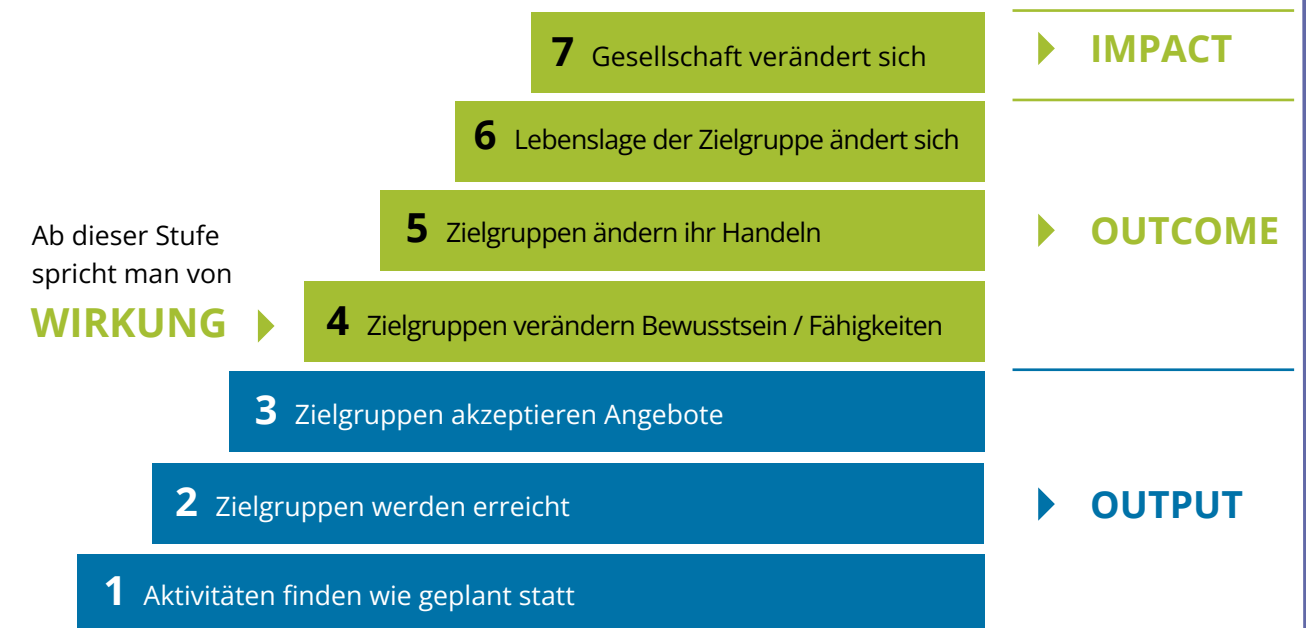 7 Gesellschaft verändert sich
IMPACT
6 Lebenslage der Zielgruppe ändert sich
5 Zielgruppen ändern ihr Handeln
OUTCOME
Ab dieser Stufe
spricht man von
WIRKUNG
4 Zielgruppen verändern Bewusstsein / Fähigkeiten
3 Zielgruppen akzeptieren Angebote
2 Zielgruppen werden erreicht
OUTPUT
1 Aktivitäten finden wie geplant statt